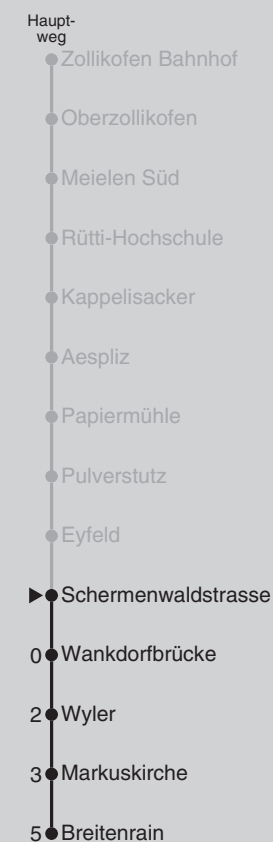 Haupt-
weg
Zollikofen Bahnhof
Oberzollikofen
Meielen Süd
Rütti-Hochschule
Kappelisacker
Aespliz
Papiermühle
Pulverstutz
Eyfeld
Schermenwaldstrasse
0 Wankdorfbrücke
2 Wyler
3 Markuskirche
5 Breitenrain